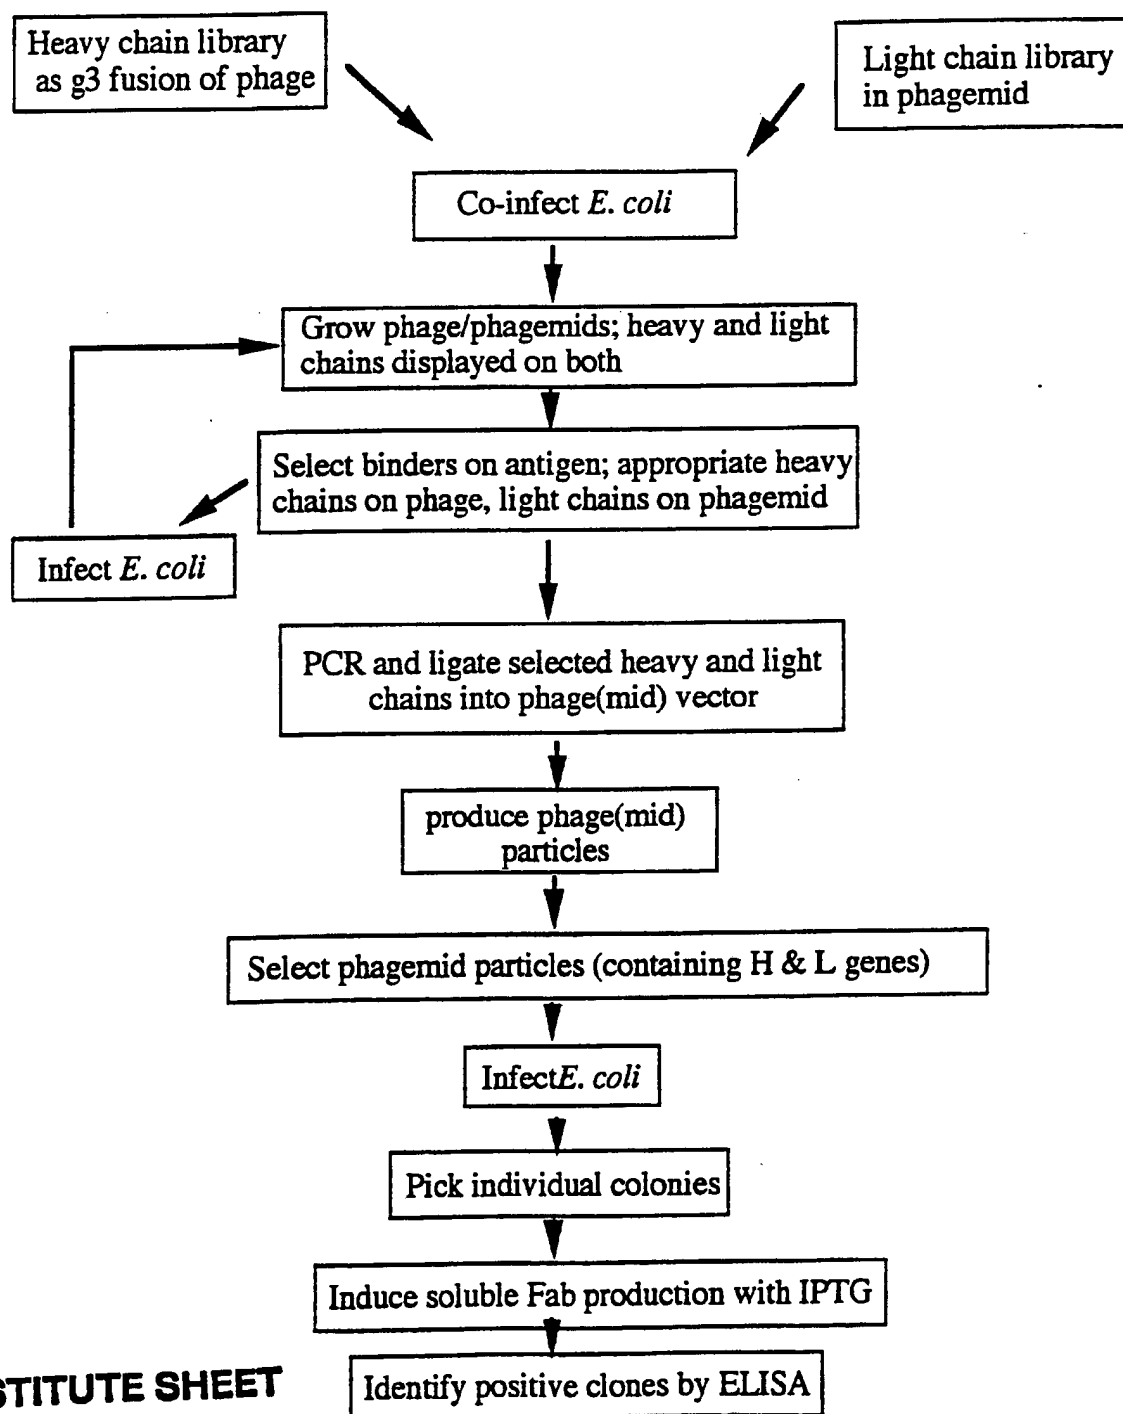 Heavy chain library
as g3 fusion of phage
Light chain library
in phagemid
Co-infect E. coli
Grow phage/phagemids; heavy and light
chains displayed on both
Select binders on antigen; appropriate heavy
chains on phage, light chains on phagemid
Infect E. coli
PCR and ligate selected heavy and light
chains into phage(mid) vector
produce phage(mid)
particles
Select phagemid particles (containing H & L genes)
InfectE. coli
Pick individual colonies
Induce soluble Fab production with IPTG
Identify positive clones by ELISA
STITUTE SHEET